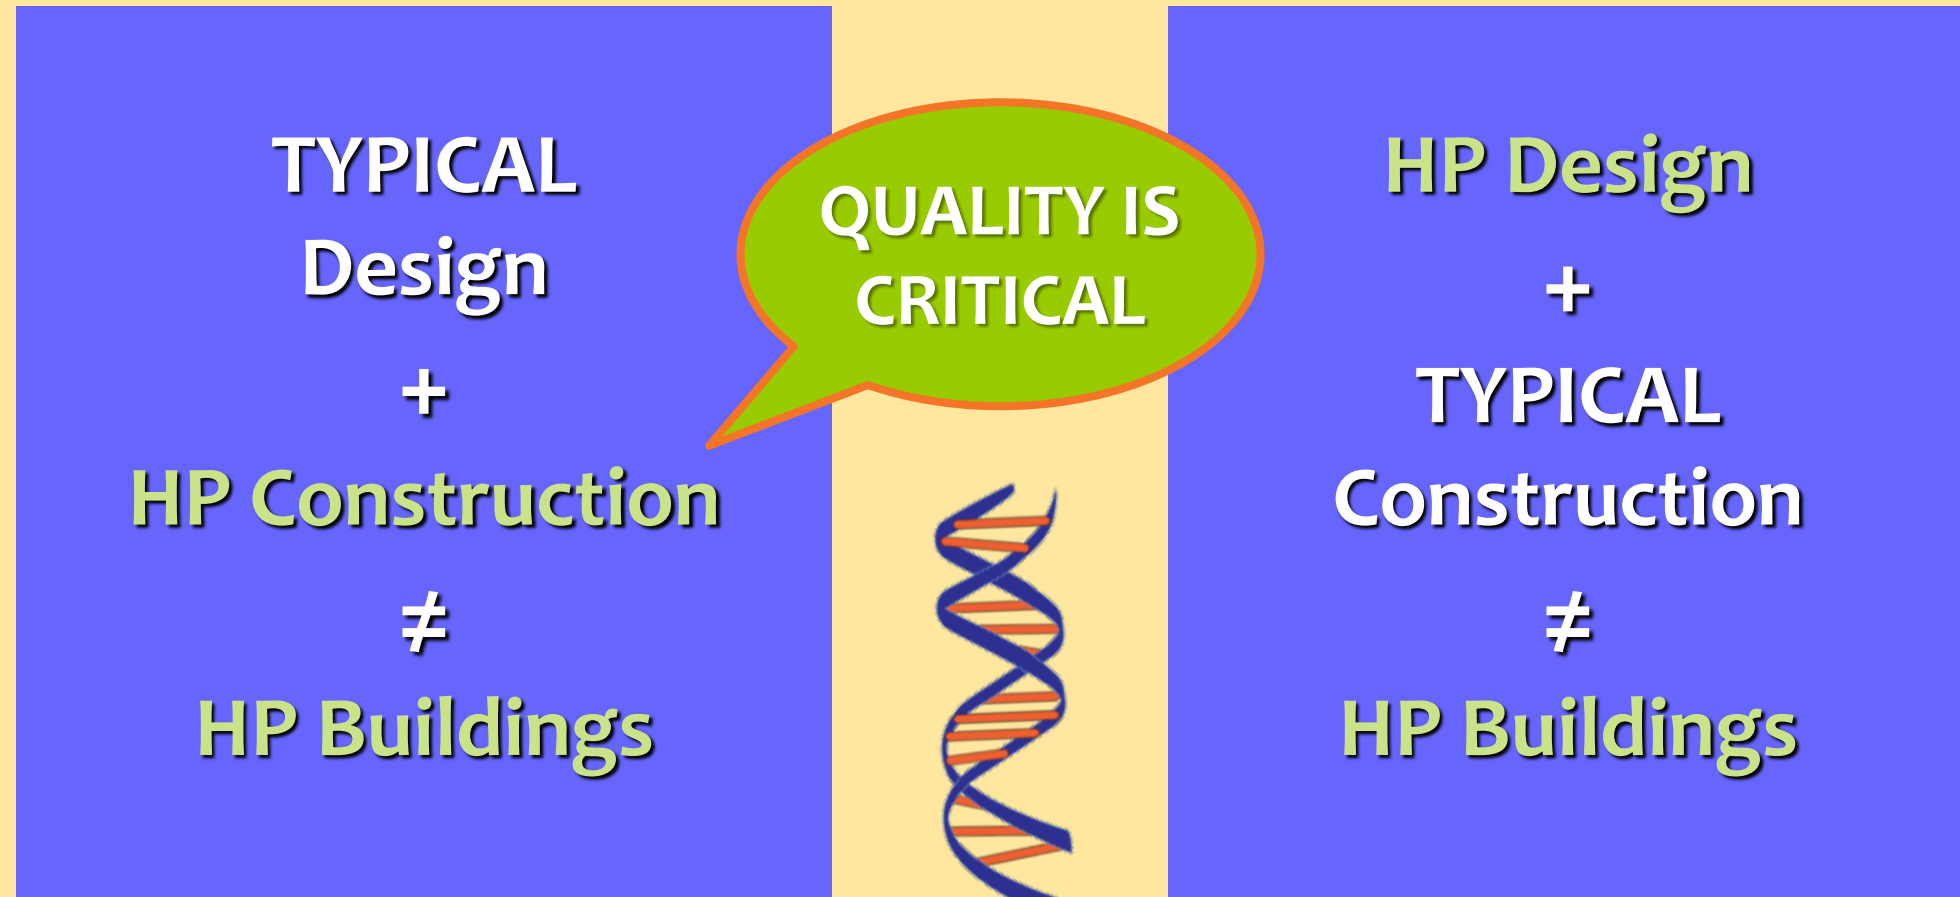 TYPICAL
Design
+
HP Construction
≠
HP Buildings
QUALITY IS
CRITICAL
HP Design
+
TYPICAL
Construction
≠
HP Buildings